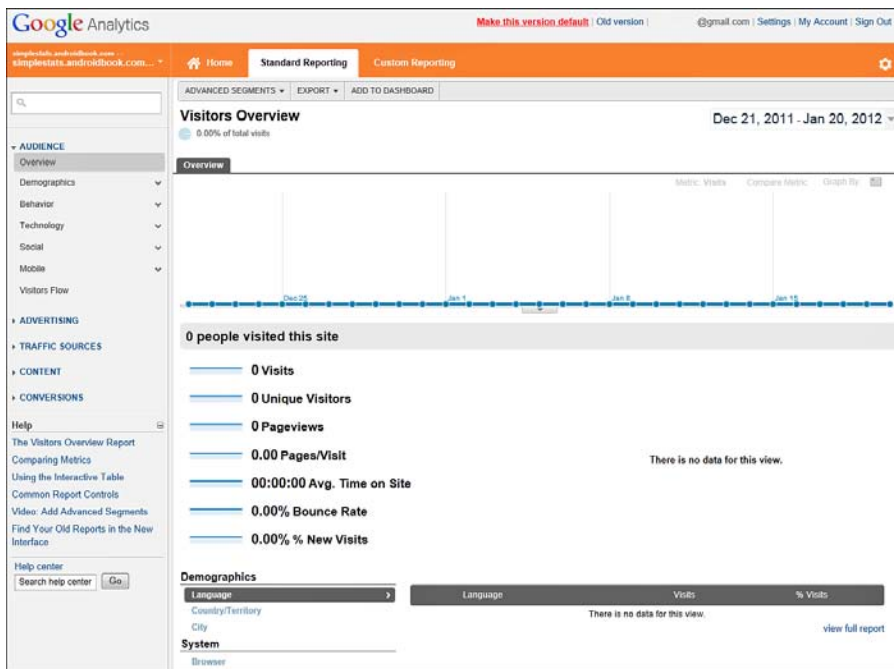 Google Analytics
Make this version default | Old version | @gmail.com | Settings | My Account | Sign Out
simplestats.androidbook.com
simplestats.androidbook.com...
Home
Standard Reporting
Custom Reporting
ADVANCED SEGMENTS
EXPORT
ADD TO DASHBOARD
Visitors Overview
0.00% of total visits
Dec 21, 2011 - Jan 20, 2012
AUDIENCE
Overview
Demographics
Behavior
Technology
Social
Mobile
Visitors Flow
ADVERTISING
TRAFFIC SOURCES
CONTENT
CONVERSIONS
Help
The Visitors Overview Report
Comparing Metrics
Using the Interactive Table
Common Report Controls
Video: Add Advanced Segments
Find Your Old Reports in the New
Interface
Help center
Search help center
Go
Overview
Metric: Visits
Compare Metric
Graph By
Dec 25
Jan 1
Jan 8
Jan 15
0 people visited this site
0 Visits
0 Unique Visitors
0 Pageviews
0.00 Pages/Visit
00:00:00 Avg. Time on Site
0.00% Bounce Rate
0.00% % New Visits
There is no data for this view.
Demographics
Language
Country/Territory
City
System
Browser
Language
Visits
% Visits
There is no data for this view.
view full report